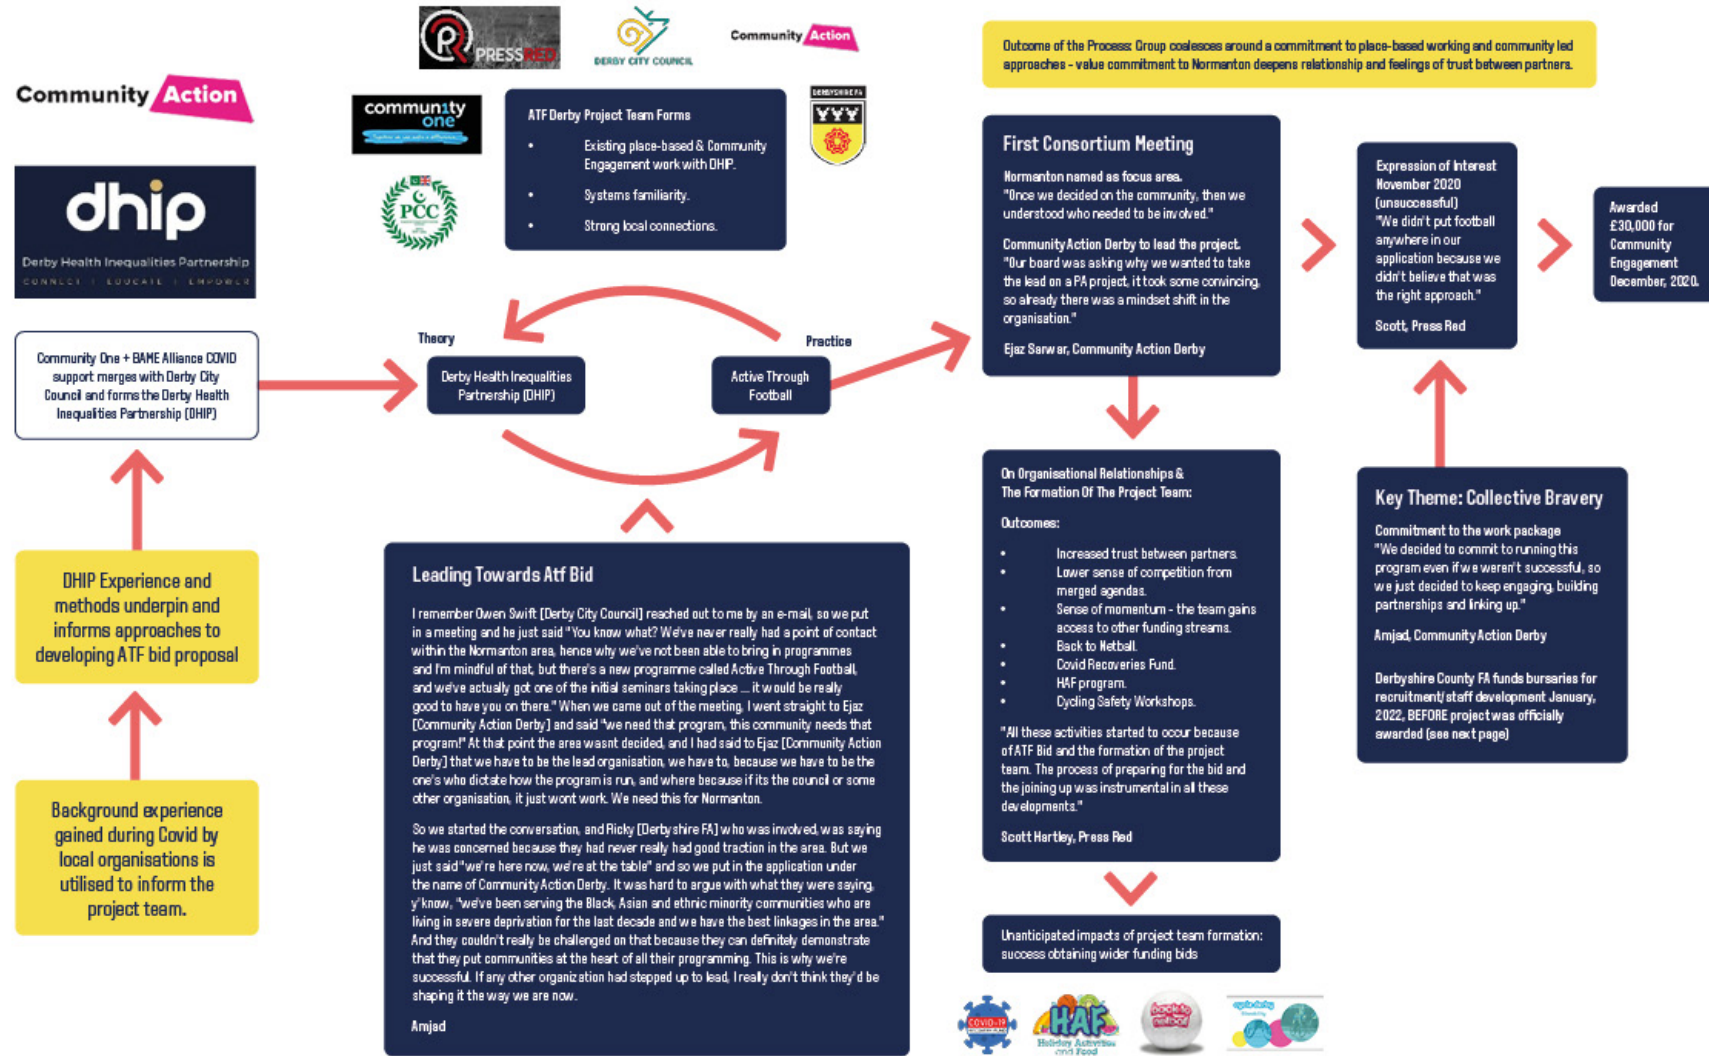 Community Action
dhip
Derby Health Inequalities Partnership
CONNECT | EDUCATE | EMPOWER
Community One + BAME Alliance COVID
support merges with Derby City
Council and forms the Derby Health
Inequalities Partnership (DHIP)
DHIP Experience and
methods underpin and
informs approaches to
developing ATF bid proposal
Background experience
gained during Covid by
local organisations is
utilised to inform the
project team.
PRESSRED
DERBY CITY COUNCIL
Community Action
commun1ty
one
DERBYSHIRE FA
PCC
ATF Derby Project Team Forms
• Existing place-based & Community
Engagement work with DHIP.
• Systems familiarity.
• Strong local connections.
Theory
Practice
Derby Health Inequalities
Partnership (DHIP)
Active Through
Football
Leading Towards Atf Bid
I remember Owen Swift [Derby City Council] reached out to me by an e-mail, so we put
in a meeting and he just said "You know what? We've never really had a point of contact
within the Normanton area, hence why we've not been able to bring in programmes
and I'm mindful of that, but there's a new programme called Active Through Football,
and we've actually got one of the initial seminars taking place ... it would be really
good to have you on there." When we came out of the meeting, I went straight to Ejaz
[Community Action Derby] and said "we need that program, this community needs that
program!" At that point the area wasnt decided, and I had said to Ejaz [Community Action
Derby] that we have to be the lead organisation, we have to, because we have to be the
one's who dictate how the program is run, and where because if its the council or some
other organisation, it just wont work. We need this for Normanton.
So we started the conversation, and Ricky [Derbyshire FA] who was involved, was saying
he was concerned because they had never really had good traction in the area. But we
just said "we're here now, we're at the table" and so we put in the application under
the name of Community Action Derby. It was hard to argue with what they were saying,
y'know, "we've been serving the Black, Asian and ethnic minority communities who are
living in severe deprivation for the last decade and we have the best linkages in the area."
And they couldn't really be challenged on that because they can definitely demonstrate
that they put communities at the heart of all their programming. This is why we're
successful. If any other organization had stepped up to lead, I really don't think they'd be
shaping it the way we are now.
Amjad
Outcome of the Process: Group coalesces around a commitment to place-based working and community led
approaches - value commitment to Normanton deepens relationship and feelings of trust between partners.
First Consortium Meeting
Normanton named as focus area.
"Once we decided on the community, then we
understood who needed to be involved."
Community Action Derby to lead the project.
"Our board was asking why we wanted to take
the lead on a PA project, it took some convincing,
so already there was a mindset shift in the
organisation."
Ejaz Sarwar, Community Action Derby
On Organisational Relationships &
The Formation Of The Project Team:
Outcomes:
• Increased trust between partners.
• Lower sense of competition from
merged agendas.
• Sense of momentum - the team gains
access to other funding streams.
• Back to Netball.
• Covid Recoveries Fund.
• HAF program.
• Cycling Safety Workshops.
"All these activities started to occur because
of ATF Bid and the formation of the project
team. The process of preparing for the bid and
the joining up was instrumental in all these
developments."
Scott Hartley, Press Red
Unanticipated impacts of project team formation:
success obtaining wider funding bids
COVID-19
HAF
Holiday Activities
and Food
back to
netball
cycle derby
Expression of Interest
November 2020
(unsuccessful)
"We didn't put football
anywhere in our
application because we
didn't believe that was
the right approach."
Scott, Press Red
Awarded
£30,000 for
Community
Engagement
December, 2020.
Key Theme: Collective Bravery
Commitment to the work package
"We decided to commit to running this
program even if we weren't successful, so
we just decided to keep engaging, building
partnerships and linking up."
Amjad, Community Action Derby
Derbyshire County FA funds bursaries for
recruitment/staff development January,
2022, BEFORE project was officially
awarded (see next page)